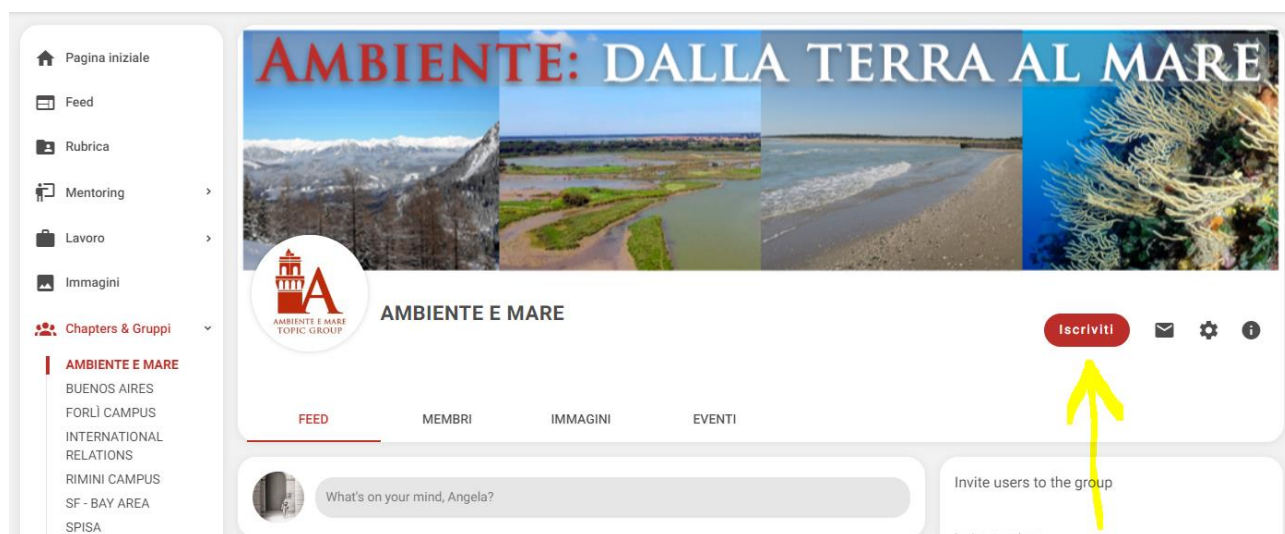 Pagina iniziale
Feed
Rubrica
Mentoring
Lavoro
Immagini
Chapters & Gruppi
AMBIENTE E MARE
BUENOS AIRES
FORLÌ CAMPUS
INTERNATIONAL
RELATIONS
RIMINI CAMPUS
SF - BAY AREA
SPISA
AMBIENTE: DALLA TERRA AL MARE
A
AMBIENTE E MARE
TOPIC GROUP
AMBIENTE E MARE
Iscriviti
FEED
MEMBRI
IMMAGINI
EVENTI
What's on your mind, Angela?
Invite users to the group